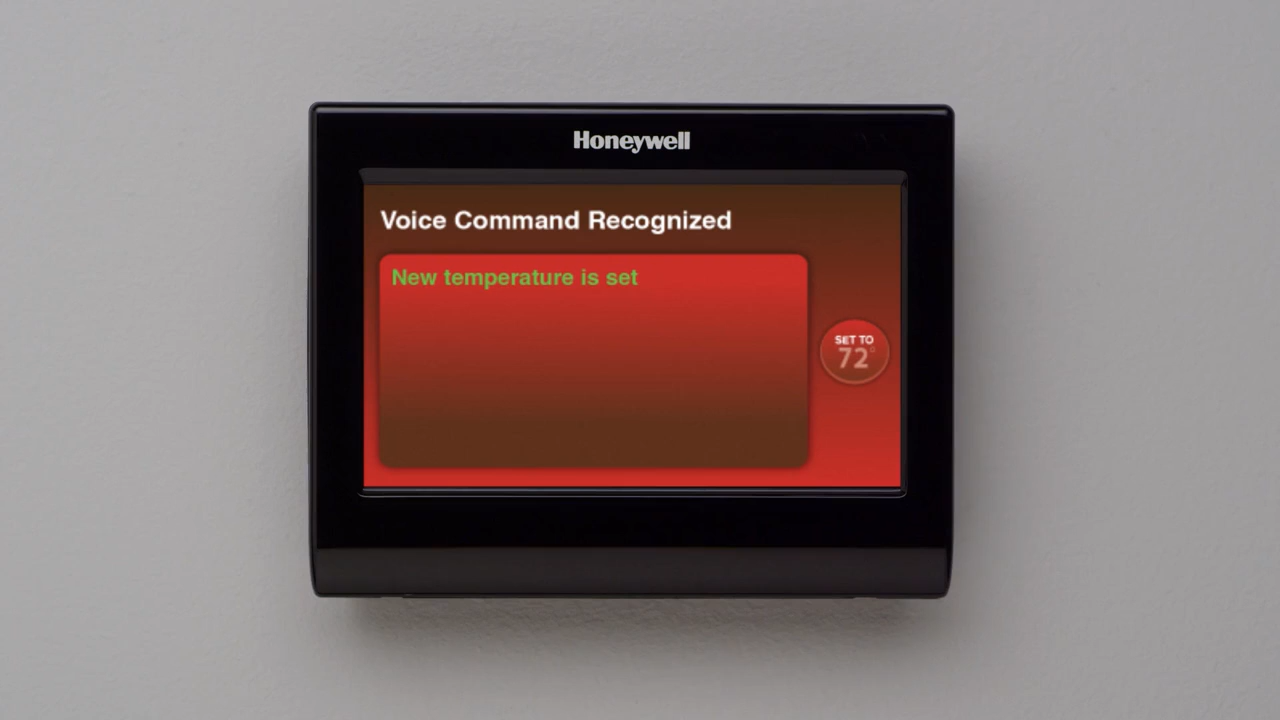 Honeywell
Voice Command Recognized
New temperature is set
SET TO
72°